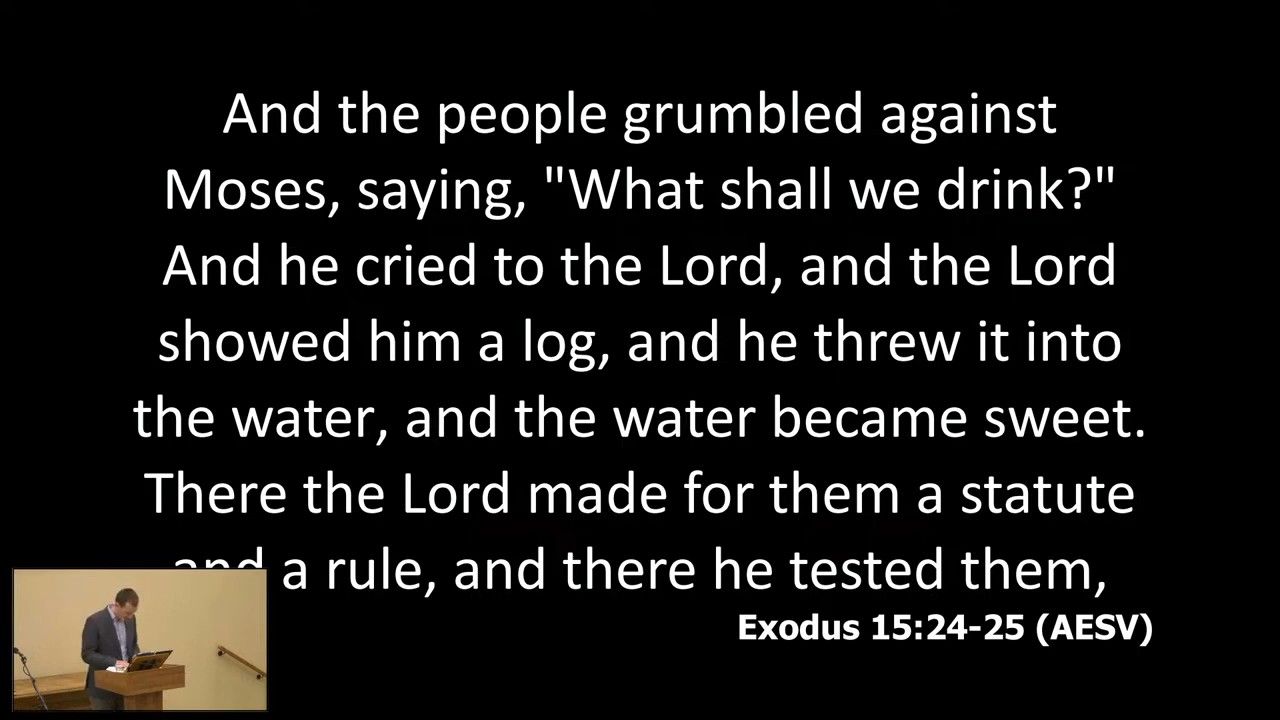 And the people grumbled against
Moses, saying, "What shall we drink?"
And he cried to the Lord, and the Lord
showed him a log, and he threw it into
the water, and the water became sweet.
There the Lord made for them a statute
and a rule, and there he tested them,
Exodus 15:24-25 (AESV)